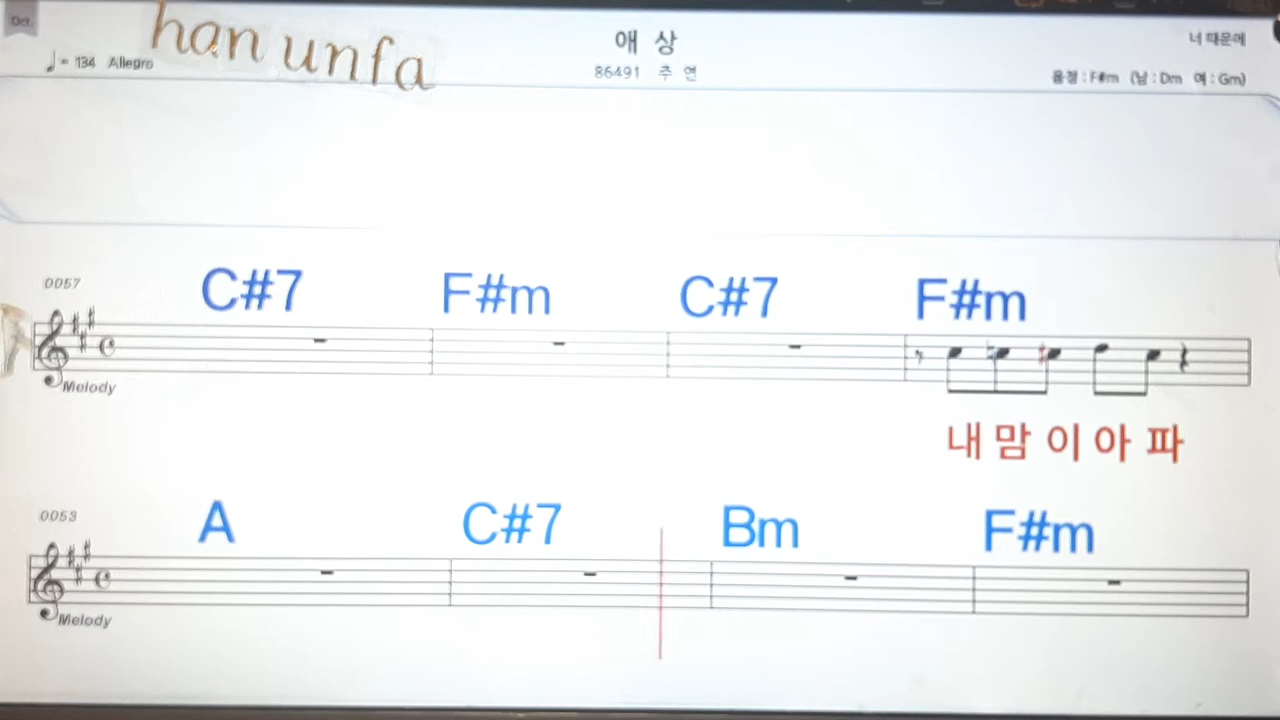 Oct.
han unfa
애 상
너 때문에
♩= 134 Allegro
86491 주 연
음정 : F#m (남 : Dm 여 : Gm)
0057
C#7 F#m C#7 F#m
Melody
내 맘 이 아 파
0053
A C#7 Bm F#m
Melody